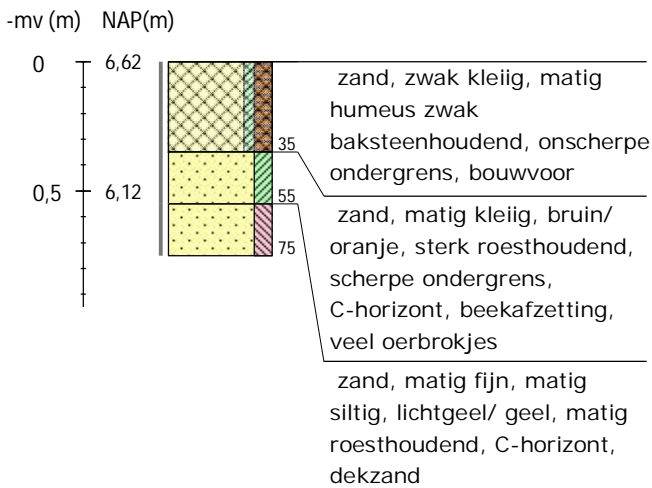 -mv (m) NAP(m)
0 6,62
35
0,5 6,12
55
75
zand, zwak kleiig, matig
humeus zwak
baksteenhoudend, onscherpe
ondergrens, bouwvoor
zand, matig kleiig, bruin/
oranje, sterk roesthoudend,
scherpe ondergrens,
C-horizont, beekafzetting,
veel oerbrokjes
zand, matig fijn, matig
siltig, lichtgeel/ geel, matig
roesthoudend, C-horizont,
dekzand